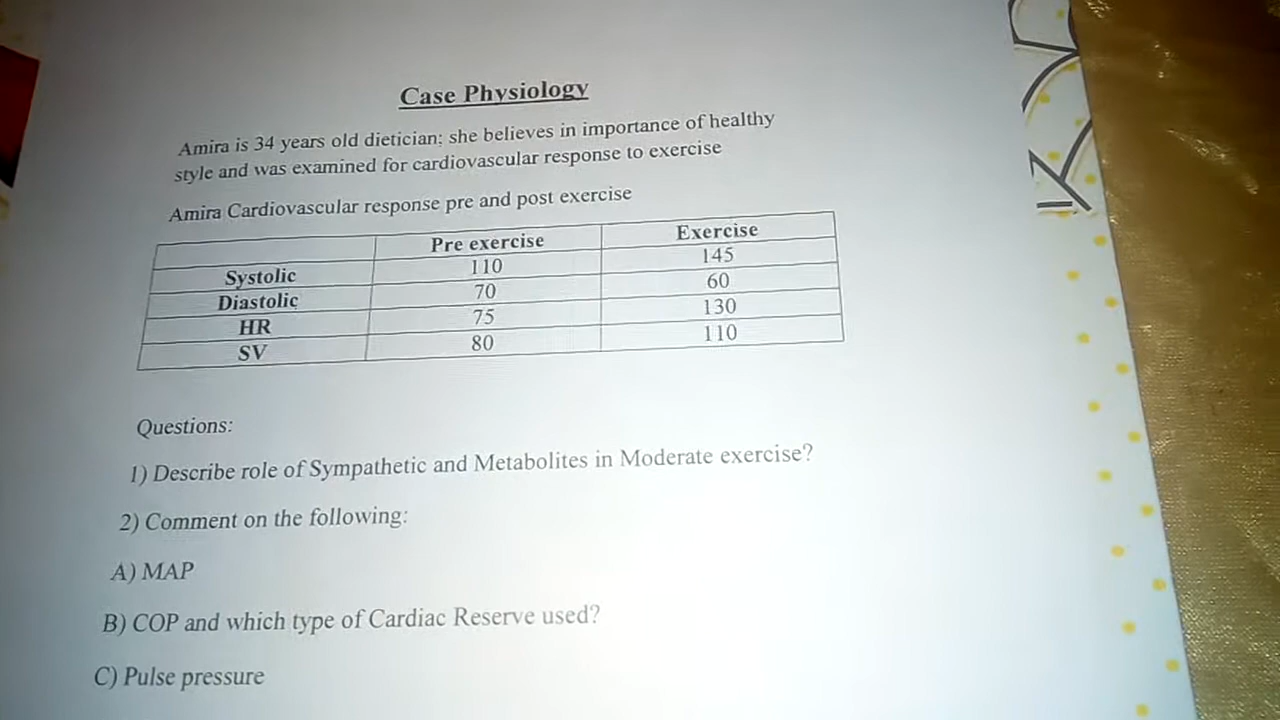 Case Physiology
Amira is 34 years old dietician; she believes in importance of healthy
style and was examined for cardiovascular response to exercise
Amira Cardiovascular response pre and post exercise
Pre exercise Exercise
Systolic 110 145
Diastolic 70 60
HR 75 130
SV 80 110
Questions:
1) Describe role of Sympathetic and Metabolites in Moderate exercise?
2) Comment on the following:
A) MAP
B) COP and which type of Cardiac Reserve used?
C) Pulse pressure